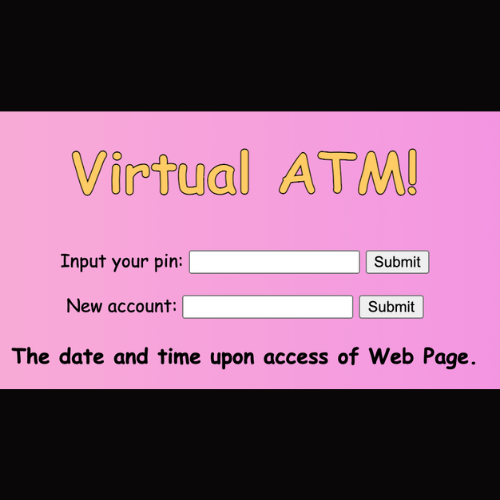 Virtual ATM!
Input your pin: Submit
New account: Submit
The date and time upon access of Web Page.